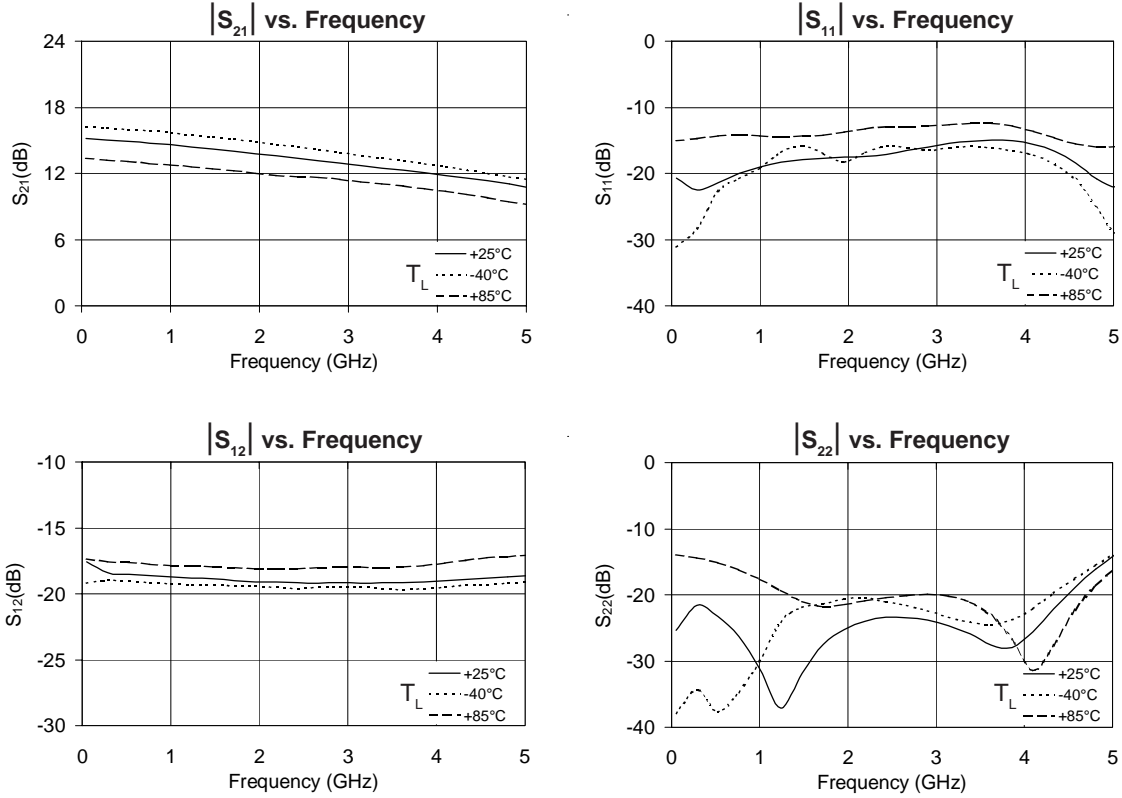 |S21| vs. Frequency
24
18
12
6
0
S21(dB)
0 1 2 3 4 5
Frequency (GHz)
TL
+25°C
-40°C
+85°C
|S11| vs. Frequency
0
-10
-20
-30
-40
S11(dB)
0 1 2 3 4 5
Frequency (GHz)
TL
+25°C
-40°C
+85°C
|S12| vs. Frequency
-10
-15
-20
-25
-30
S12(dB)
0 1 2 3 4 5
Frequency (GHz)
TL
+25°C
-40°C
+85°C
|S22| vs. Frequency
0
-10
-20
-30
-40
S22(dB)
0 1 2 3 4 5
Frequency (GHz)
TL
+25°C
-40°C
+85°C